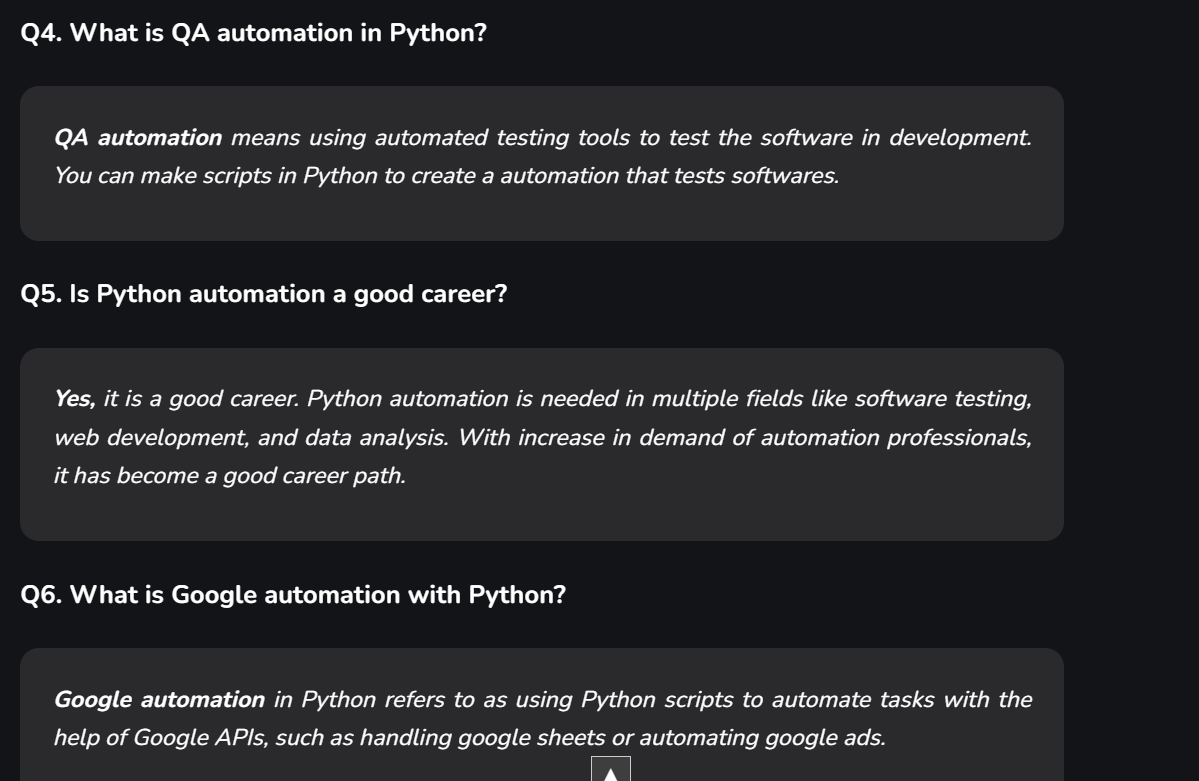 Q4. What is QA automation in Python?
QA automation means using automated testing tools to test the software in development.
You can make scripts in Python to create a automation that tests softwares.
Q5. Is Python automation a good career?
Yes, it is a good career. Python automation is needed in multiple fields like software testing,
web development, and data analysis. With increase in demand of automation professionals,
it has become a good career path.
Q6. What is Google automation with Python?
Google automation in Python refers to as using Python scripts to automate tasks with the
help of Google APIs, such as handling google sheets or automating google ads.